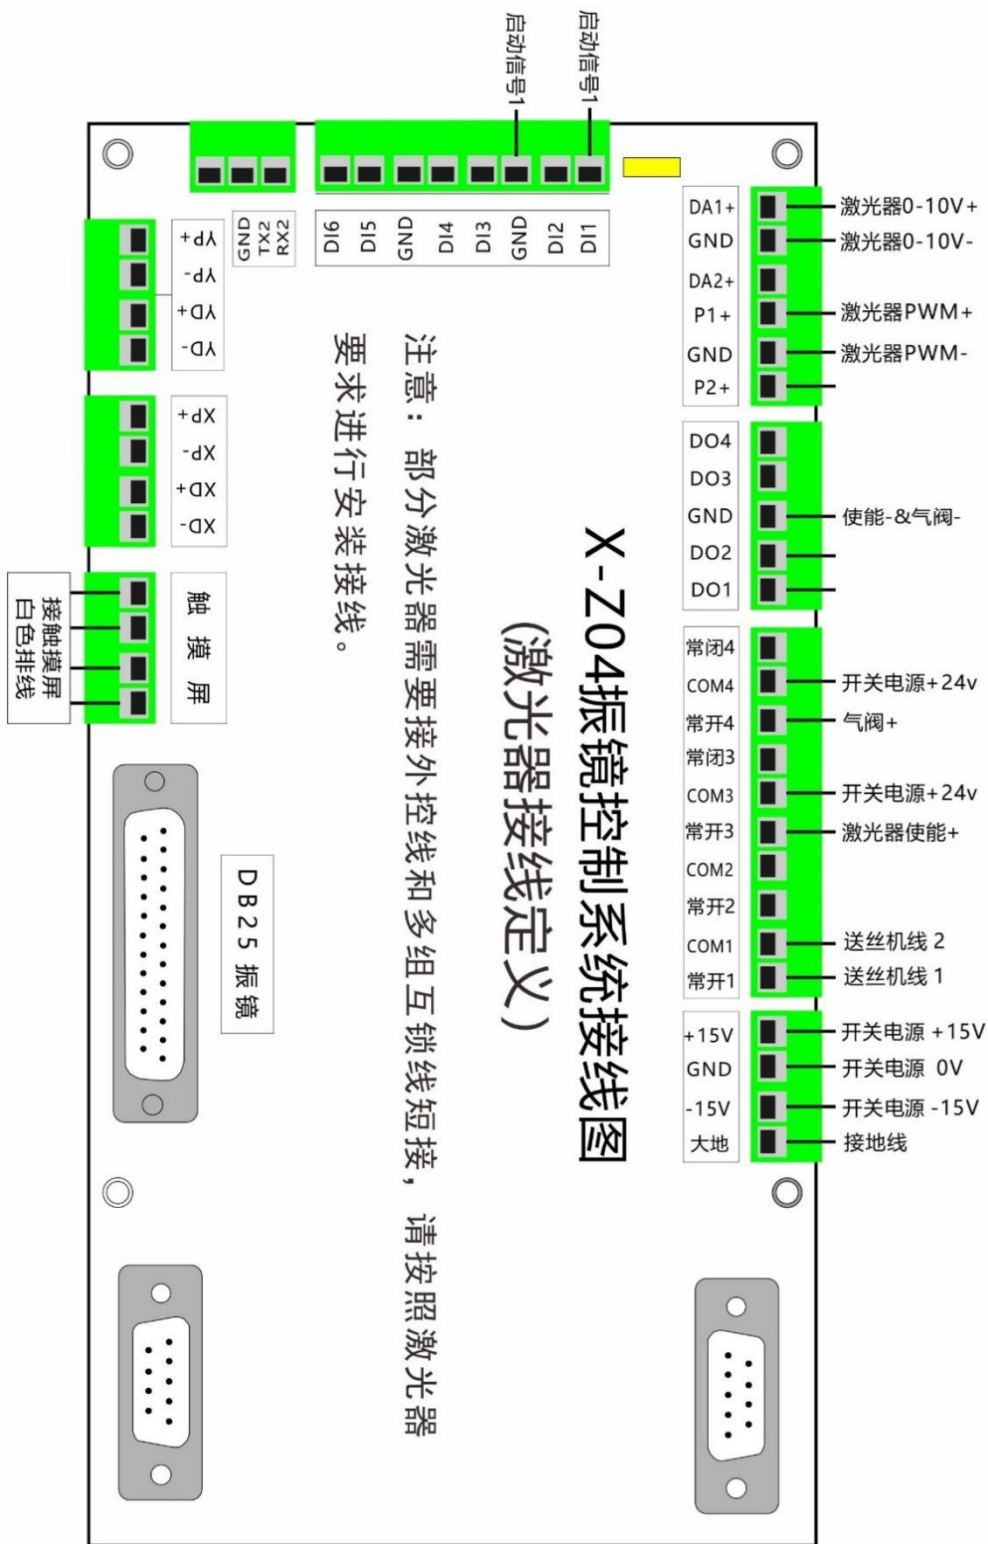 X-Z04振镜控制系统接线图
(激光器接线定义)
注意：部分激光器需要接外控线和多组互锁线短接，请按照激光器
要求进行安装接线。
启动信号1
启动信号1
GND
TX2
RX2
DI6
DI5
GND
DI4
DI3
GND
DI2
DI1
YP+
YP-
YD+
YD-
XP+
XP-
XD+
XD-
触摸屏
接触摸屏
白色排线
DB25振镜
DA1+ 激光器0-10V+
GND 激光器0-10V-
DA2+
P1+ 激光器PWM+
GND 激光器PWM-
P2+
DO4
DO3
GND 使能-&气阀-
DO2
DO1
常闭4
COM4 开关电源+24v
常开4 气阀+
常闭3
COM3 开关电源+24v
常开3 激光器使能+
COM2
常开2
COM1 送丝机线 2
常开1 送丝机线 1
+15V 开关电源 +15V
GND 开关电源 0V
-15V 开关电源 -15V
大地 接地线